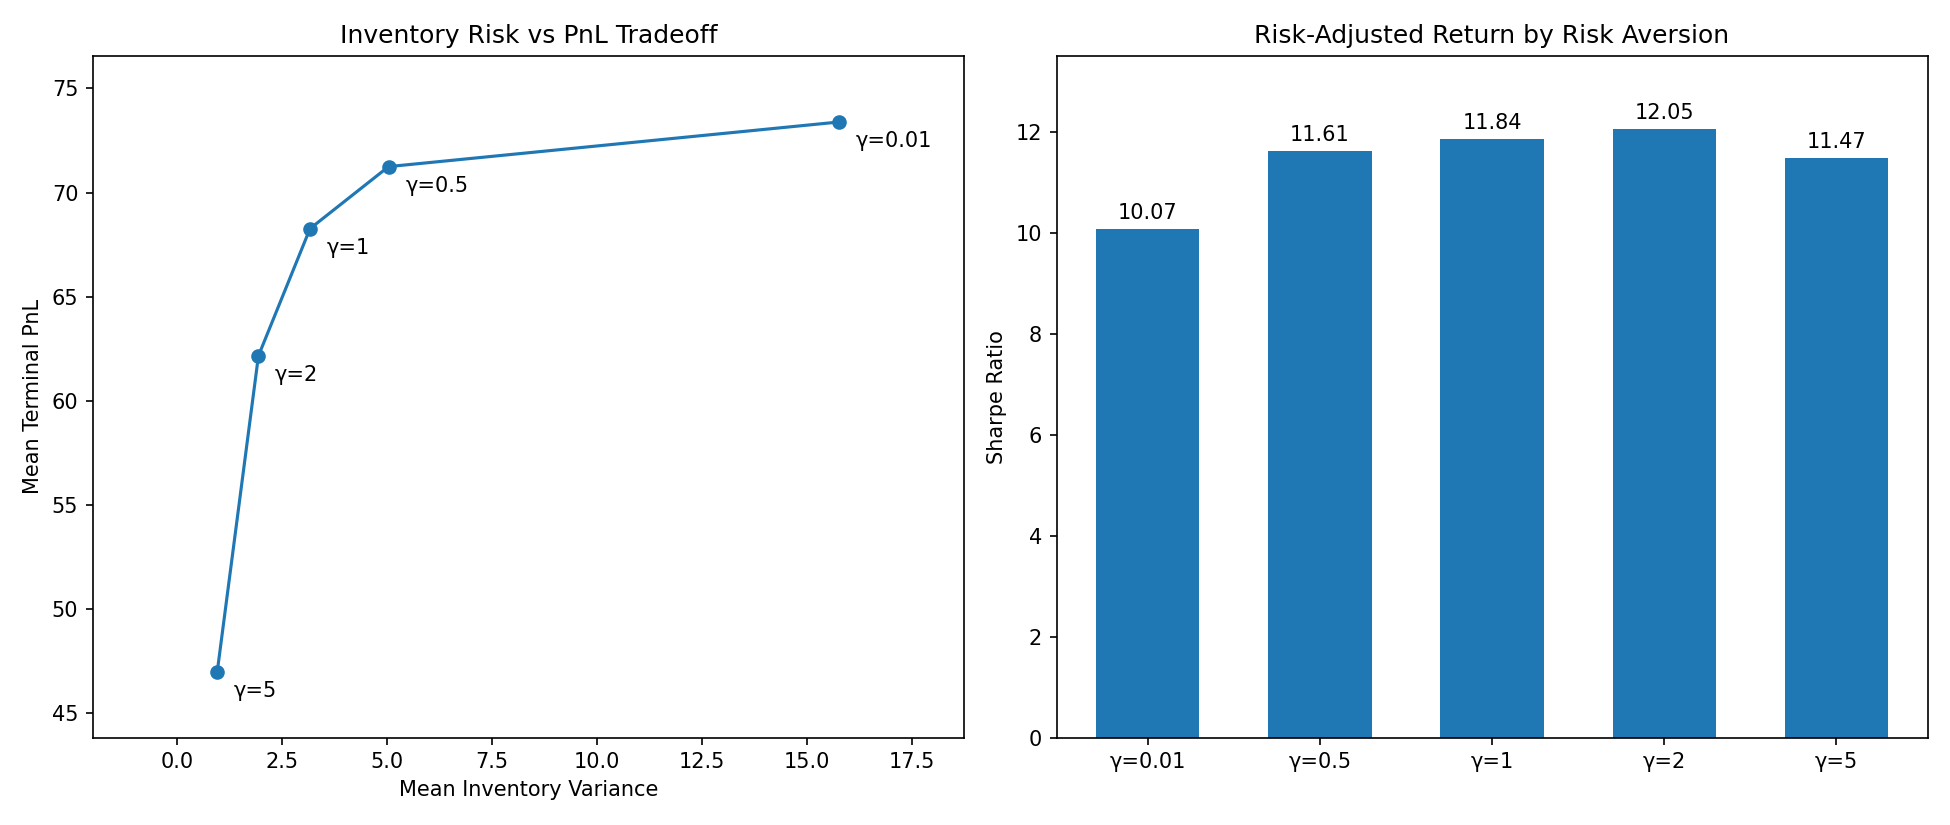 Inventory Risk vs PnL Tradeoff
Mean Terminal PnL
75
70
65
60
55
50
45
γ=0.01
γ=0.5
γ=1
γ=2
γ=5
0.0 2.5 5.0 7.5 10.0 12.5 15.0 17.5
Mean Inventory Variance
Risk-Adjusted Return by Risk Aversion
Sharpe Ratio
12
10
8
6
4
2
0
10.07 11.61 11.84 12.05 11.47
γ=0.01 γ=0.5 γ=1 γ=2 γ=5